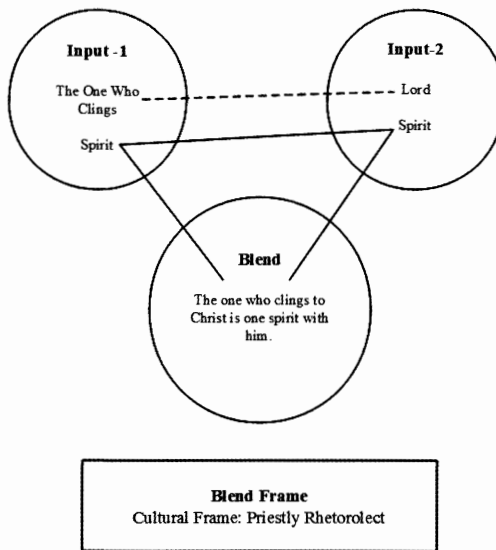 Input -1
Input-2
The One Who
Clings
Lord
Spirit
Spirit
Blend
The one who clings to
Christ is one spirit with
him.
Blend Frame
Cultural Frame: Priestly Rhetorolect